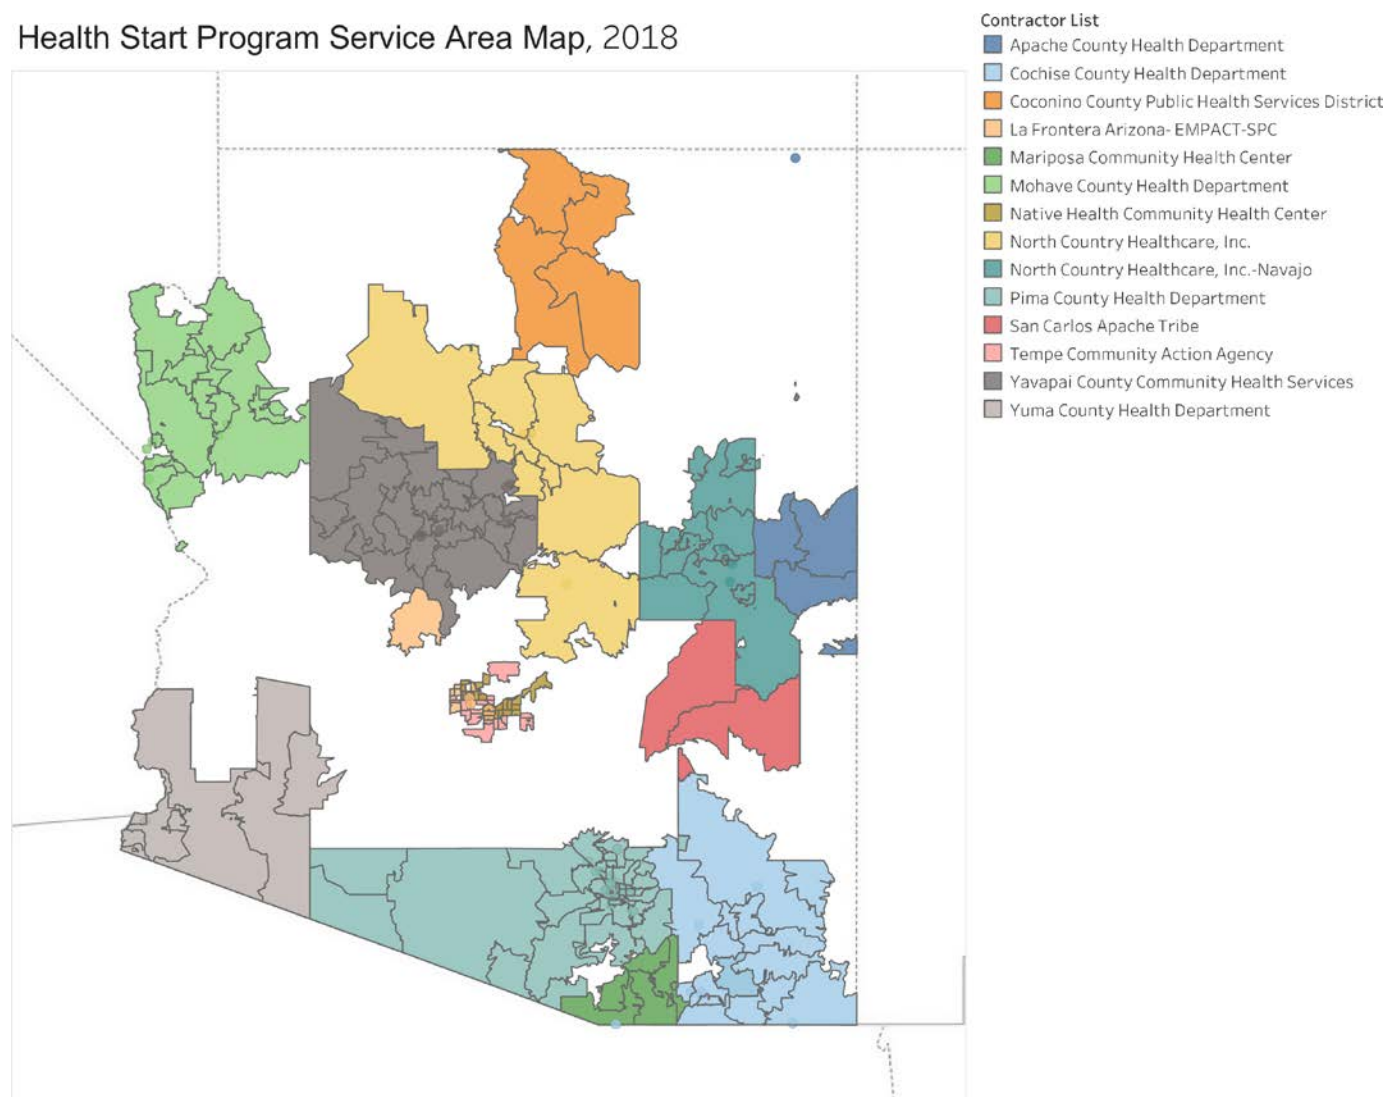 Health Start Program Service Area Map, 2018
Contractor List
Apache County Health Department
Cochise County Health Department
Coconino County Public Health Services District
La Frontera Arizona- EMPACT-SPC
Mariposa Community Health Center
Mohave County Health Department
Native Health Community Health Center
North Country Healthcare, Inc.
North Country Healthcare, Inc.-Navajo
Pima County Health Department
San Carlos Apache Tribe
Tempe Community Action Agency
Yavapai County Community Health Services
Yuma County Health Department